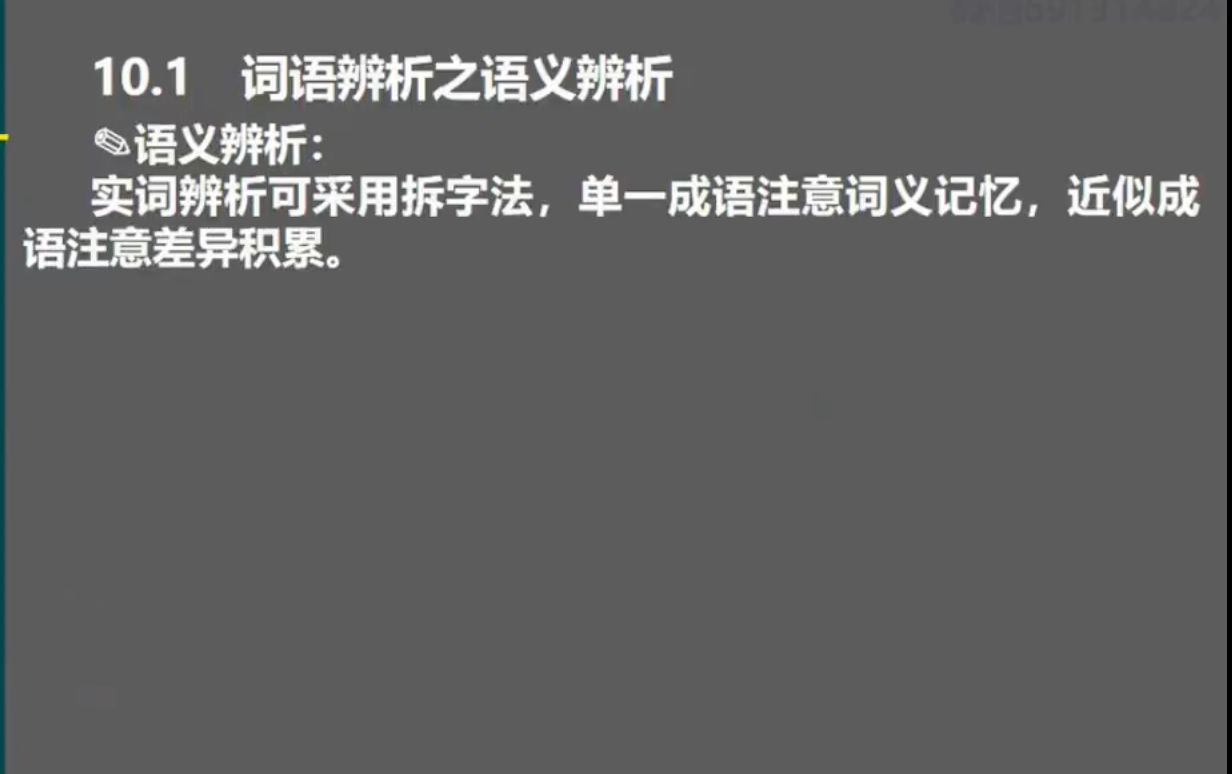 10.1 词语辨析之语义辨析
✎语义辨析：
实词辨析可采用拆字法，单一成语注意词义记忆，近似成
语注意差异积累。